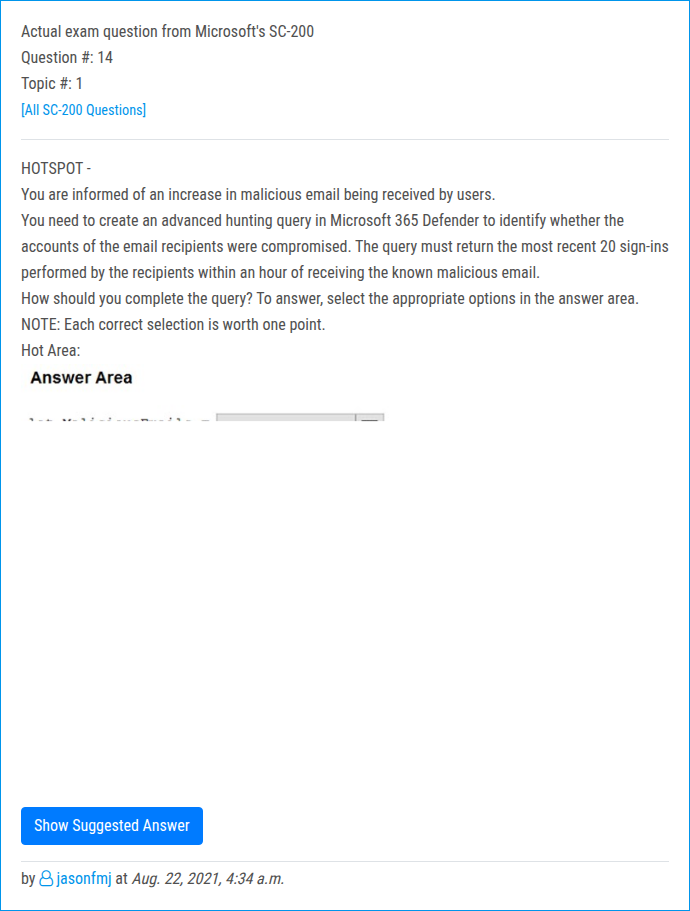 Actual exam question from Microsoft's SC-200
Question #: 14
Topic #: 1
[All SC-200 Questions]
HOTSPOT -
You are informed of an increase in malicious email being received by users.
You need to create an advanced hunting query in Microsoft 365 Defender to identify whether the
accounts of the email recipients were compromised. The query must return the most recent 20 sign-ins
performed by the recipients within an hour of receiving the known malicious email.
How should you complete the query? To answer, select the appropriate options in the answer area.
NOTE: Each correct selection is worth one point.
Hot Area:
Answer Area
Show Suggested Answer
by jasonfmj at Aug. 22, 2021, 4:34 a.m.